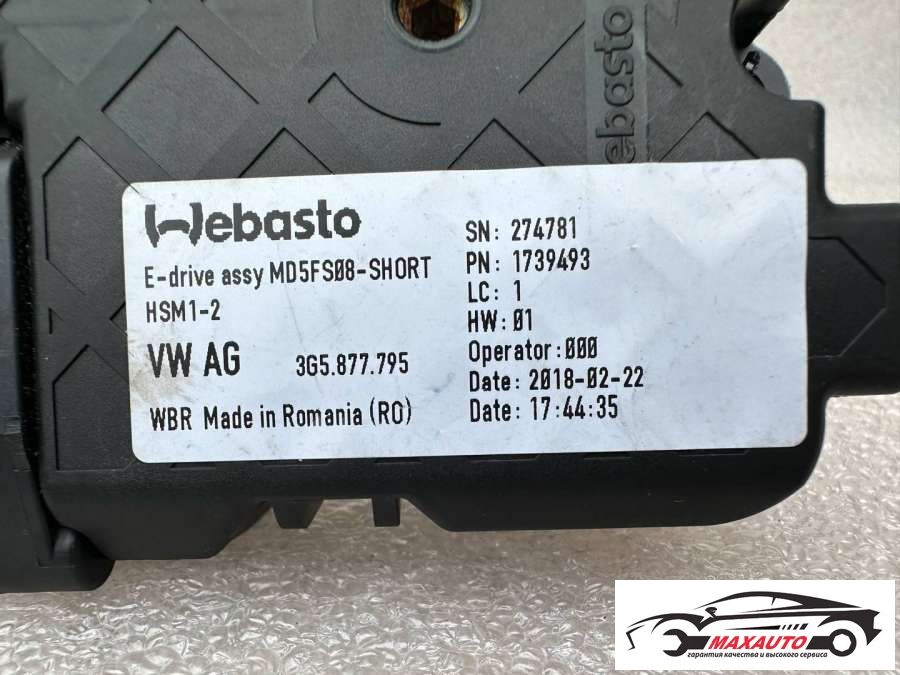 ebasto
Webasto
E-drive assy MD5FS08-SHORT
HSM1-2
VW AG 3G5.877.795
WBR Made in Romania (RO)
SN: 274781
PN: 1739493
LC: 1
HW: 01
Operator:000
Date: 2018-02-22
Date: 17:44:35
MAXAUTO
гарантия качества и высокого сервиса